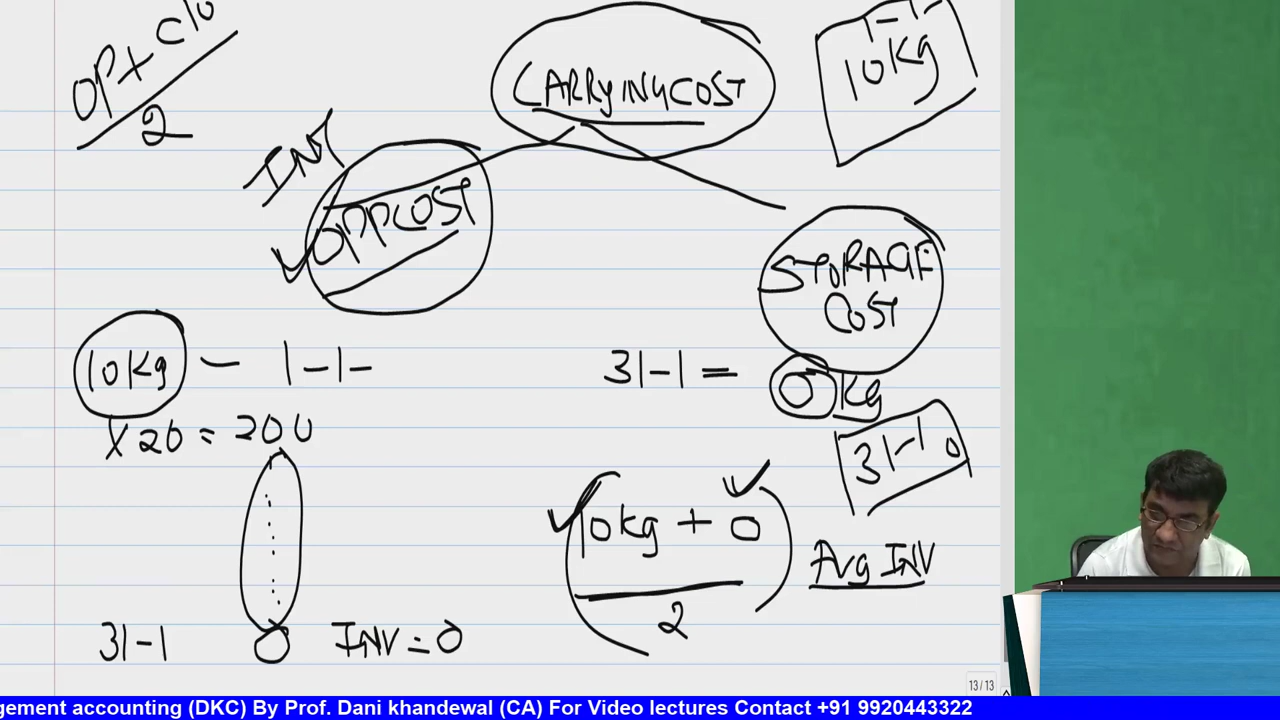 OP + C/O
2
CARRYING COST
1-1-
10Kg
INT
OPPCOST
STORAGE
COST
10Kg - 1-1-
31-1 = 0 Kg
X 20 = 200
31-1 0
10kg + 0
2
Avg INV
31-1 0 INV = 0
13/13
gement accounting (DKC) By Prof. Dani khandewal (CA) For Video lectures Contact +91 9920443322